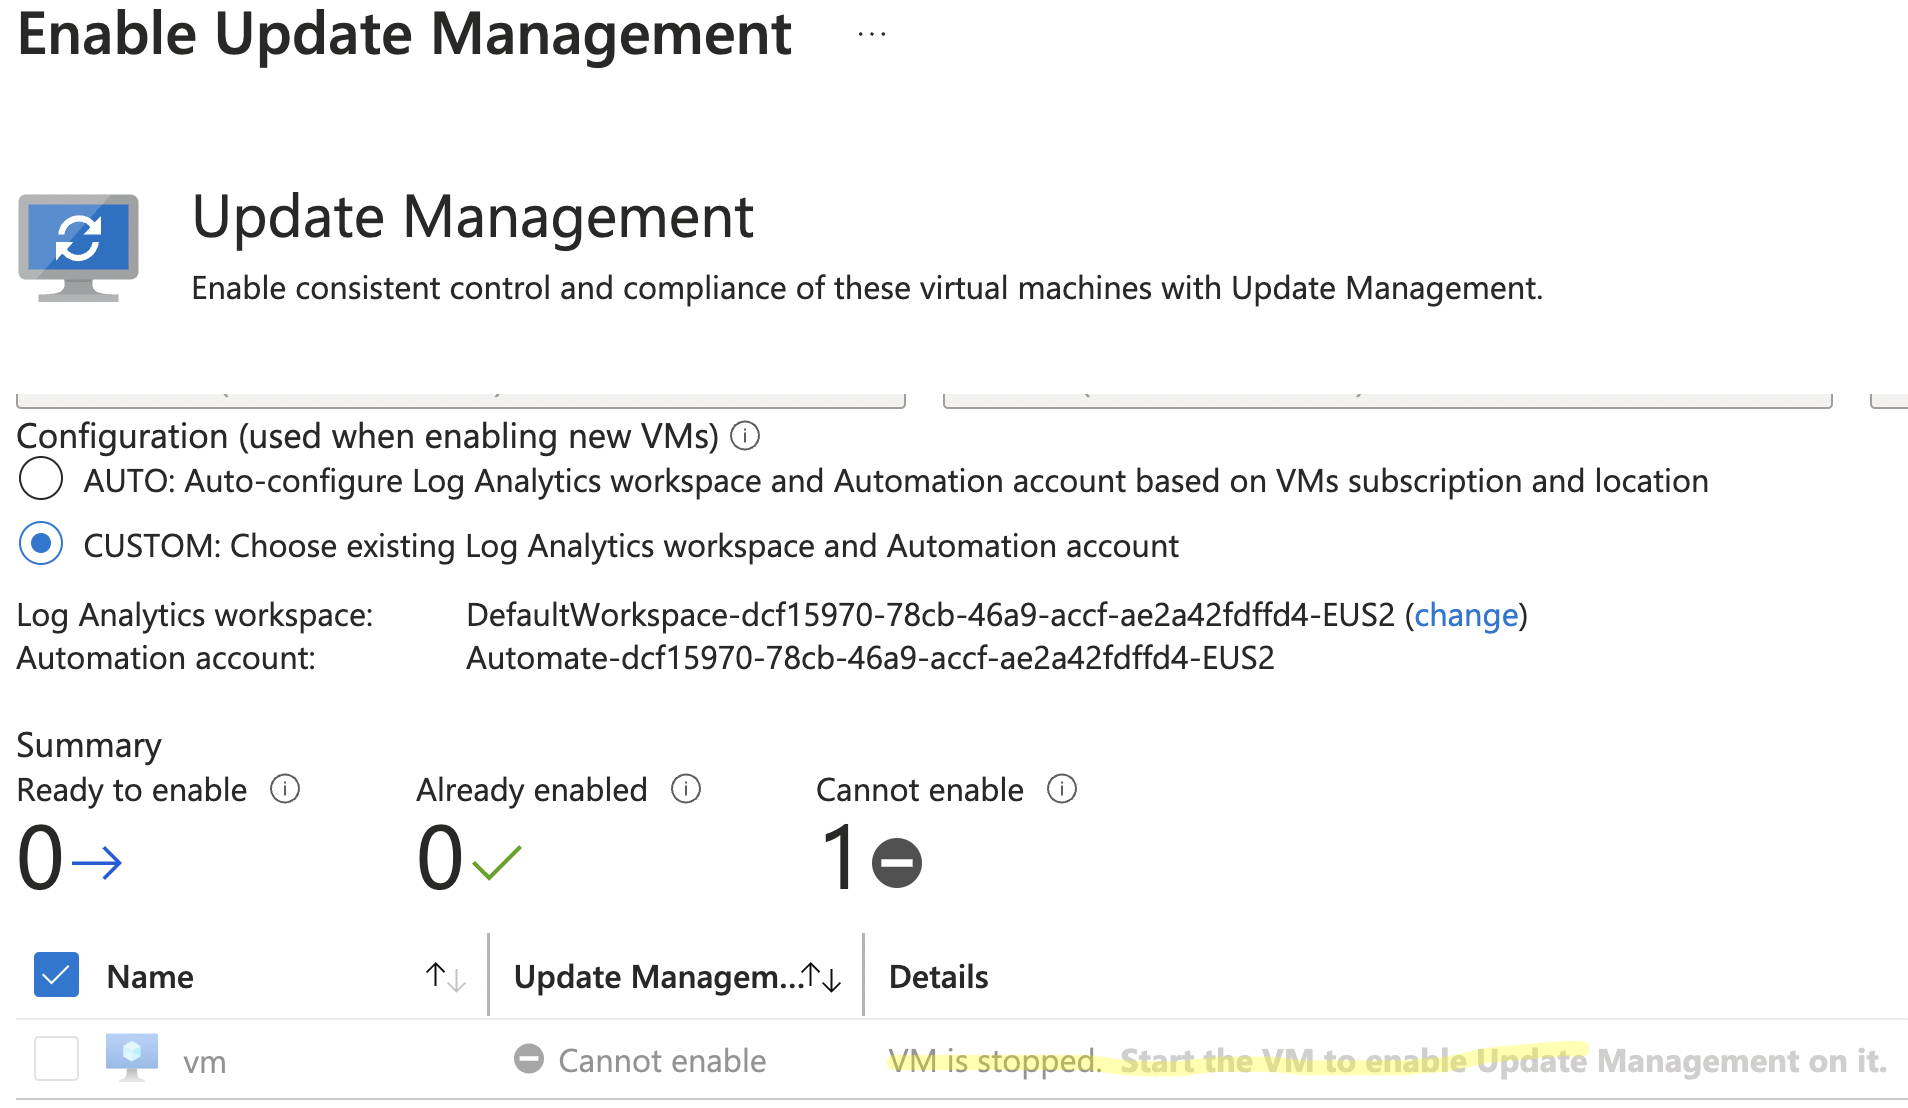 Enable Update Management ...
Update Management
Enable consistent control and compliance of these virtual machines with Update Management.
Configuration (used when enabling new VMs)
AUTO: Auto-configure Log Analytics workspace and Automation account based on VMs subscription and location
CUSTOM: Choose existing Log Analytics workspace and Automation account
Log Analytics workspace: DefaultWorkspace-dcf15970-78cb-46a9-accf-ae2a42fdffd4-EUS2 (change)
Automation account: Automate-dcf15970-78cb-46a9-accf-ae2a42fdffd4-EUS2
Summary
Ready to enable Already enabled Cannot enable
0 0 1
Name Update Managem... Details
vm Cannot enable VM is stopped. Start the VM to enable Update Management on it.